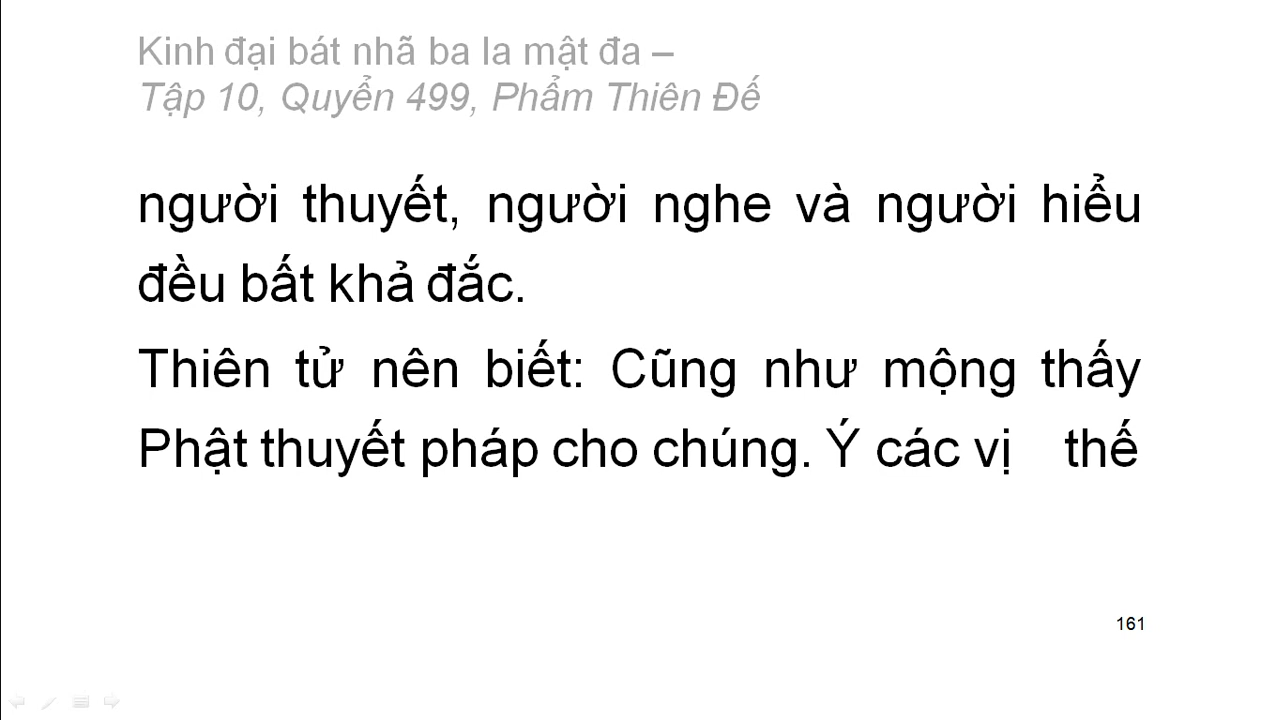 Kinh đại bát nhã ba la mật đa –
Tập 10, Quyển 499, Phẩm Thiên Đế
người thuyết, người nghe và người hiểu
đều bất khả đắc.
Thiên tử nên biết: Cũng như mộng thấy
Phật thuyết pháp cho chúng. Ý các vị thế
161